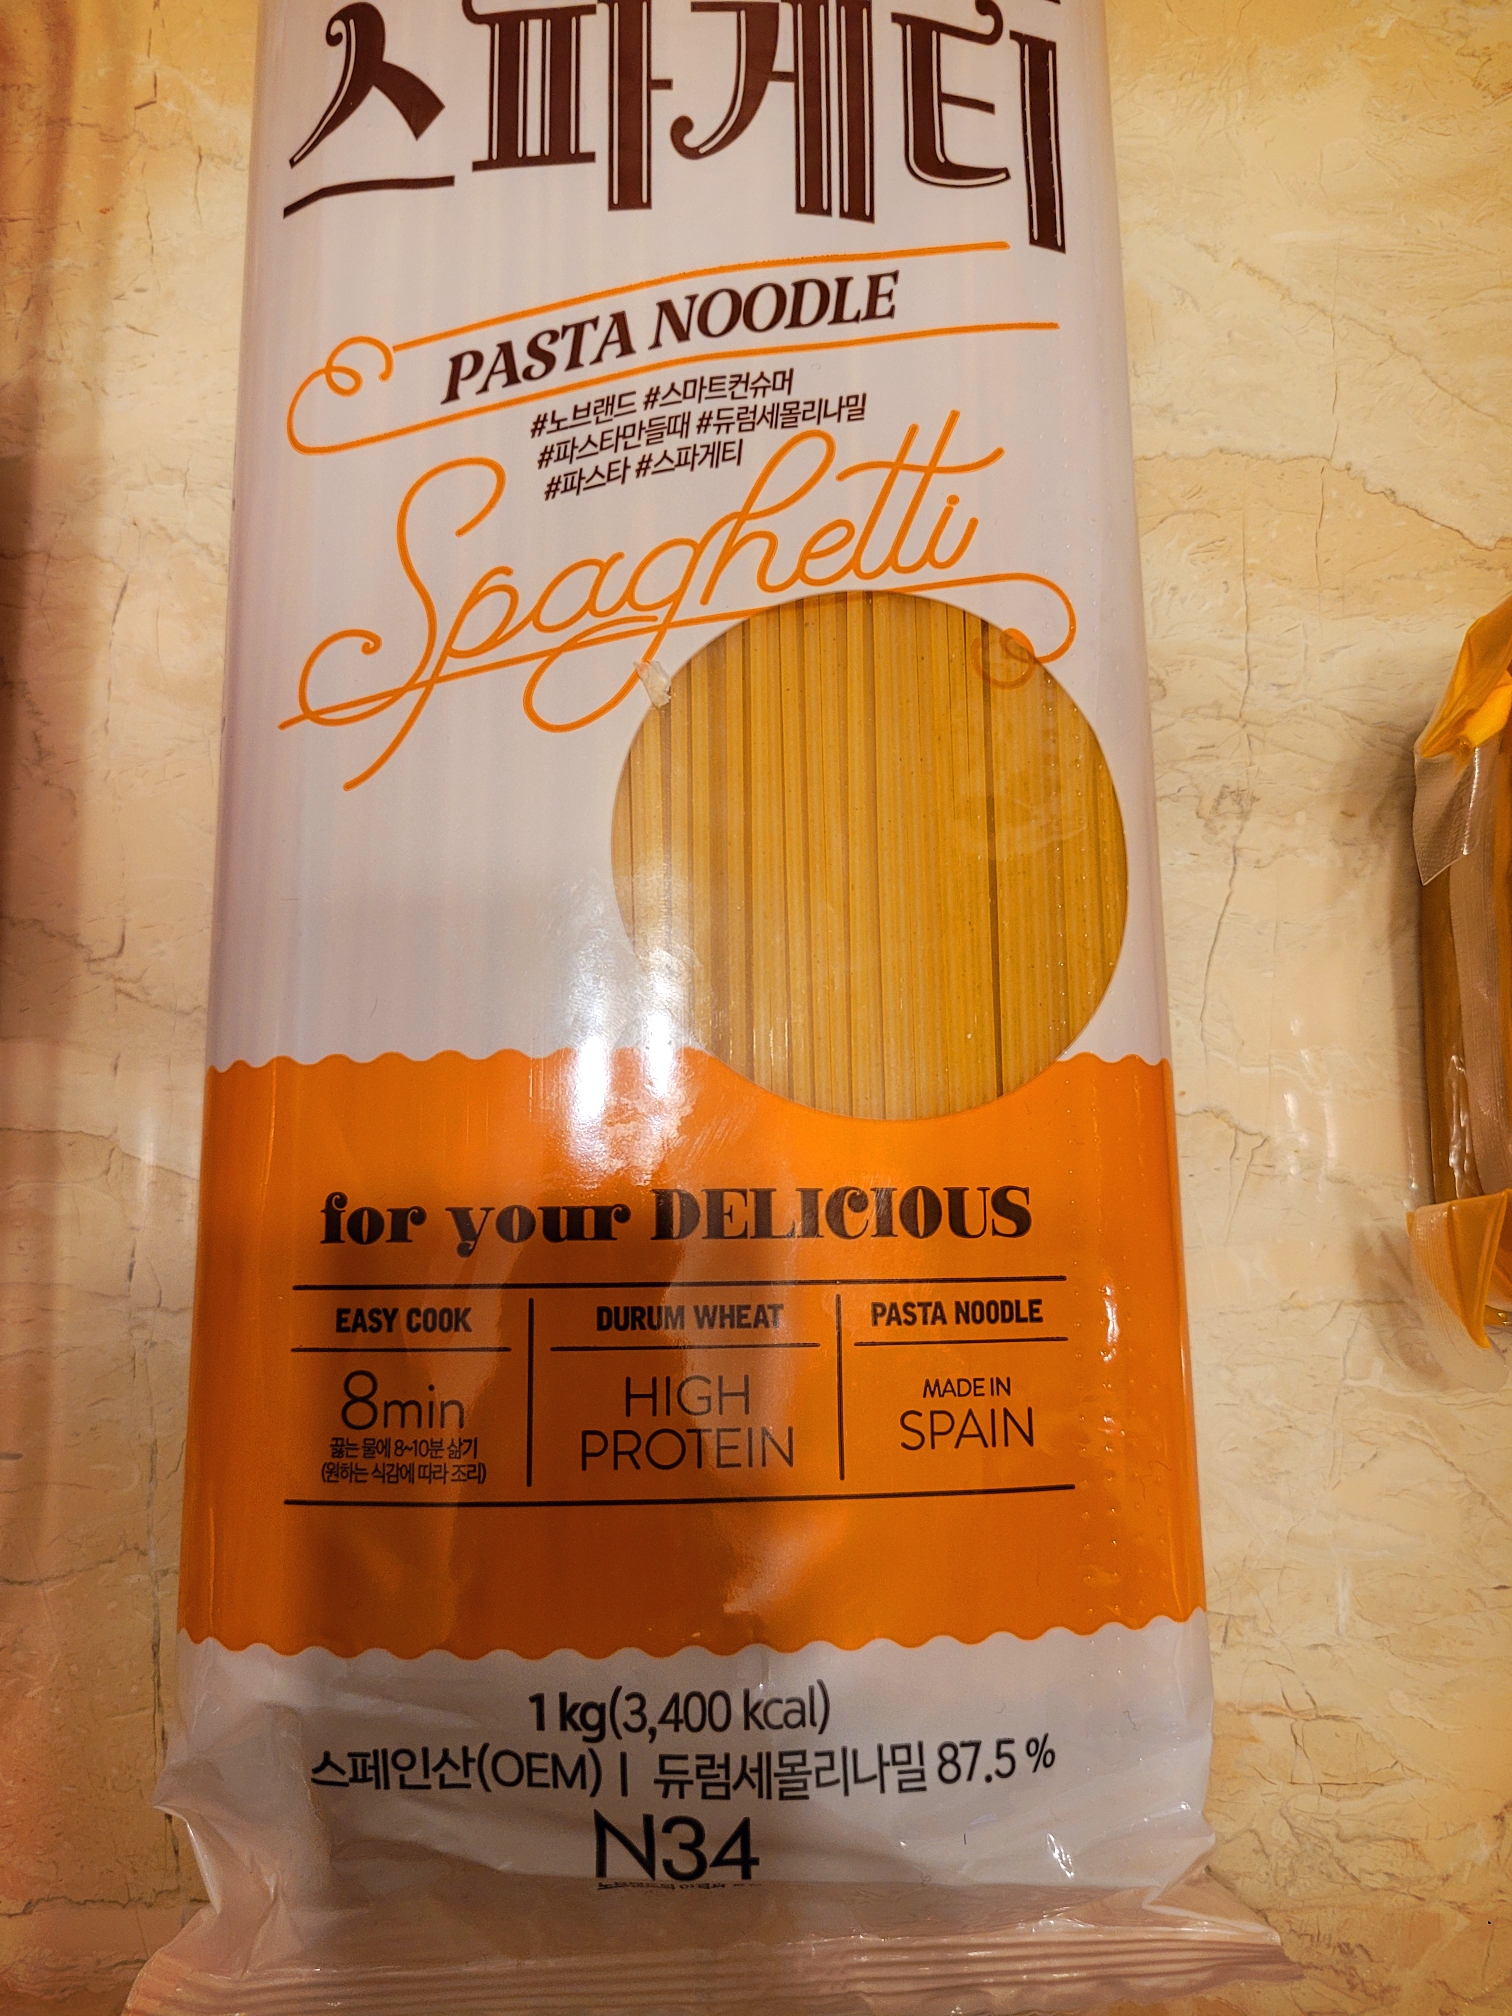 스파게티
PASTA NOODLE
#노브랜드 #스마트컨슈머
#파스타만들때 #듀럼세몰리나밀
#파스타 #스파게티
Spaghetti
for your DELICIOUS
EASY COOK
8min
끓는 물에 8~10분 삶기
(원하는 식감에 따라 조리)
DURUM WHEAT
HIGH
PROTEIN
PASTA NOODLE
MADE IN
SPAIN
1 kg(3,400 kcal)
스페인산(OEM) | 듀럼세몰리나밀 87.5 %
N34